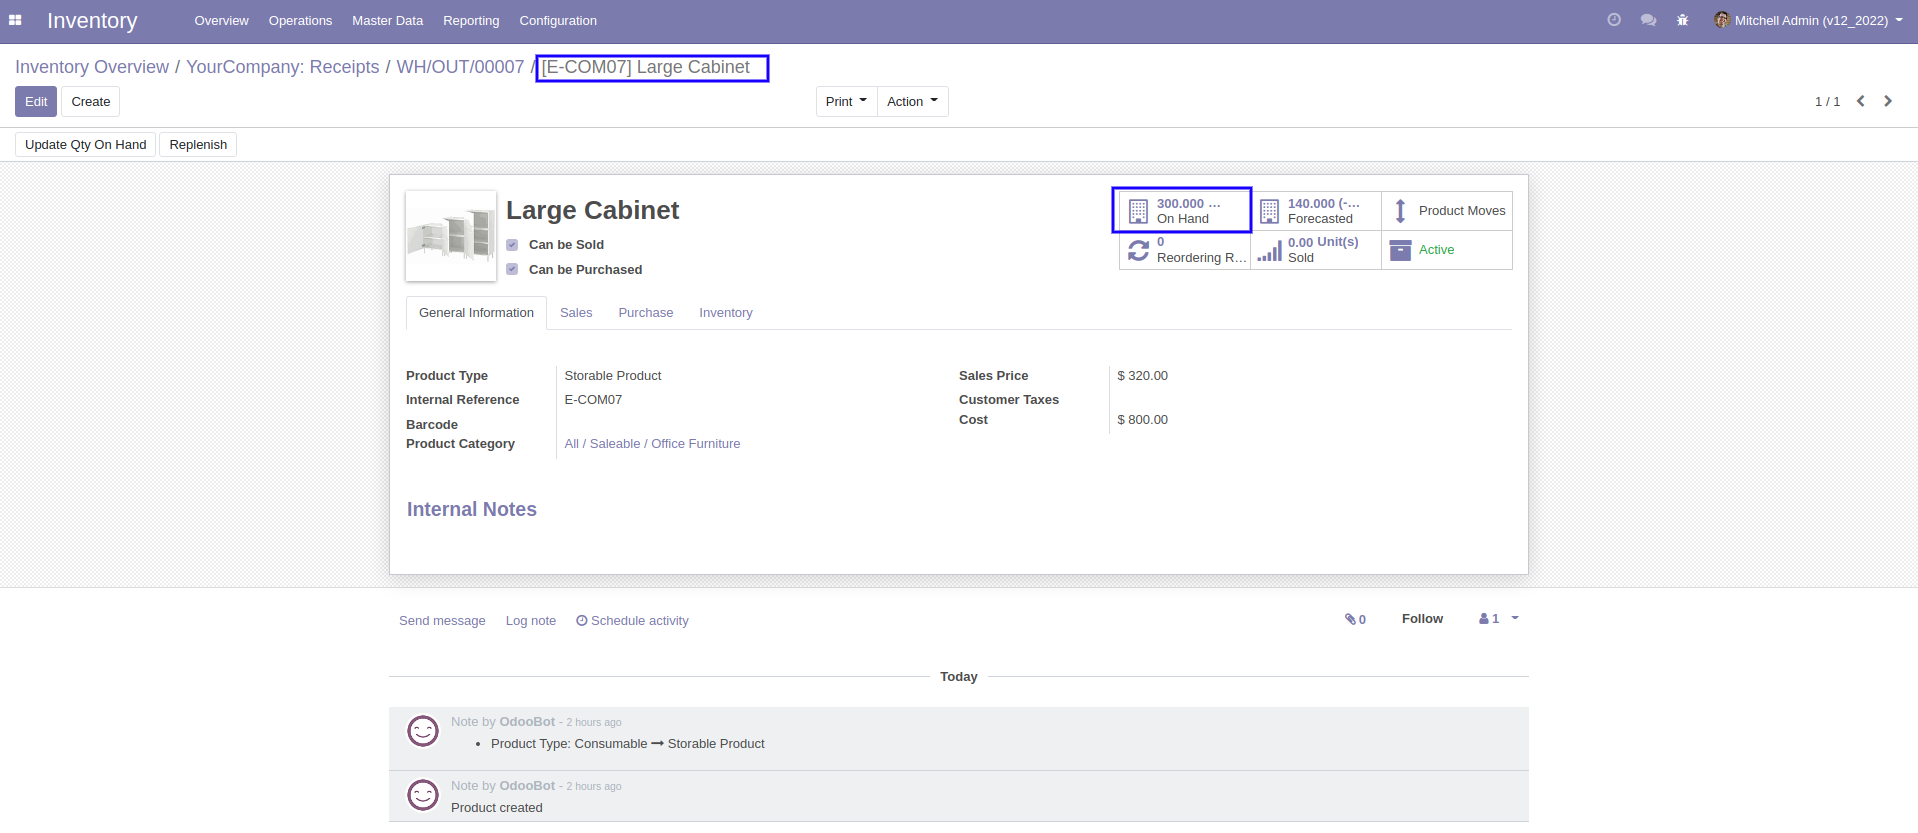 Inventory Overview Operations Master Data Reporting Configuration Mitchell Admin (v12_2022)
Inventory Overview / YourCompany: Receipts / WH/OUT/00007 / [E-COM07] Large Cabinet
Edit Create Print Action 1 / 1
Update Qty On Hand Replenish
Large Cabinet
Can be Sold
Can be Purchased
300.000 ...
On Hand
140.000 (-...
Forecasted
Product Moves
0
Reordering R...
0.00 Unit(s)
Sold
Active
General Information Sales Purchase Inventory
Product Type Storable Product
Internal Reference E-COM07
Barcode
Product Category All / Saleable / Office Furniture
Sales Price $ 320.00
Customer Taxes
Cost $ 800.00
Internal Notes
Send message Log note Schedule activity 0 Follow 1
Today
Note by OdooBot - 2 hours ago
• Product Type: Consumable → Storable Product
Note by OdooBot - 2 hours ago
Product created